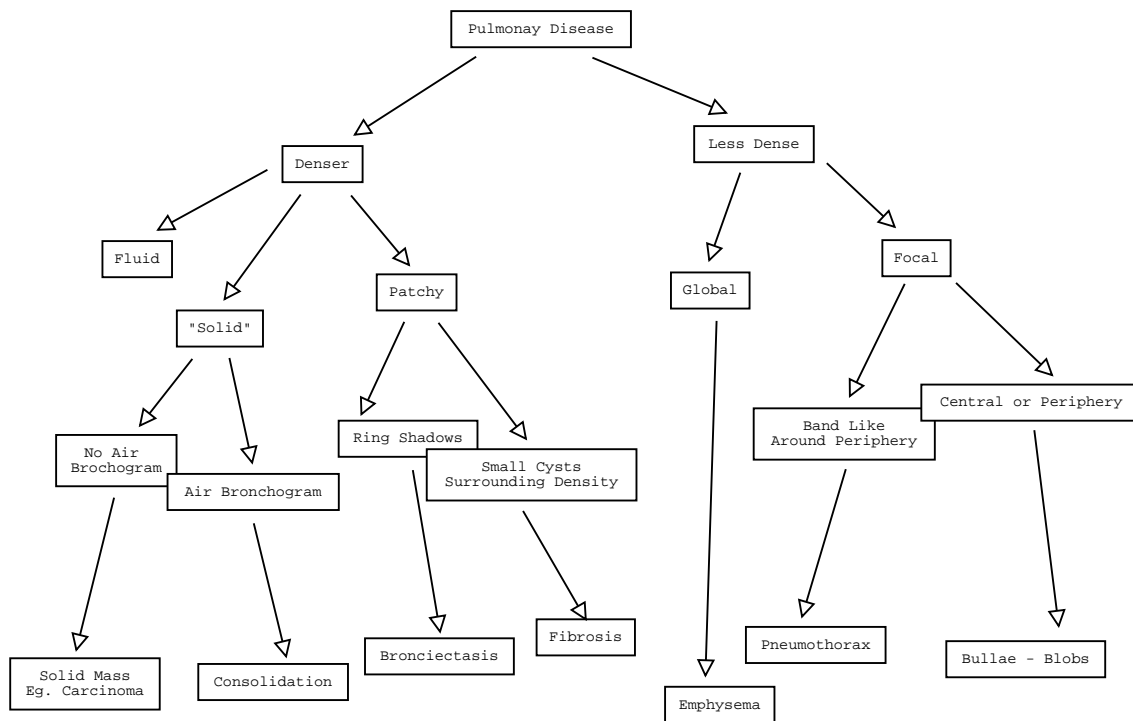 Pulmonay Disease
Less Dense
Denser
Focal
Fluid
Global
Patchy
"Solid"
Central or Periphery
Band Like
Around Periphery
Ring Shadows
No Air
Brochogram
Small Cysts
Surrounding Density
Air Bronchogram
Fibrosis
Pneumothorax
Bronciectasis
Bullae - Blobs
Solid Mass
Eg. Carcinoma
Consolidation
Emphysema